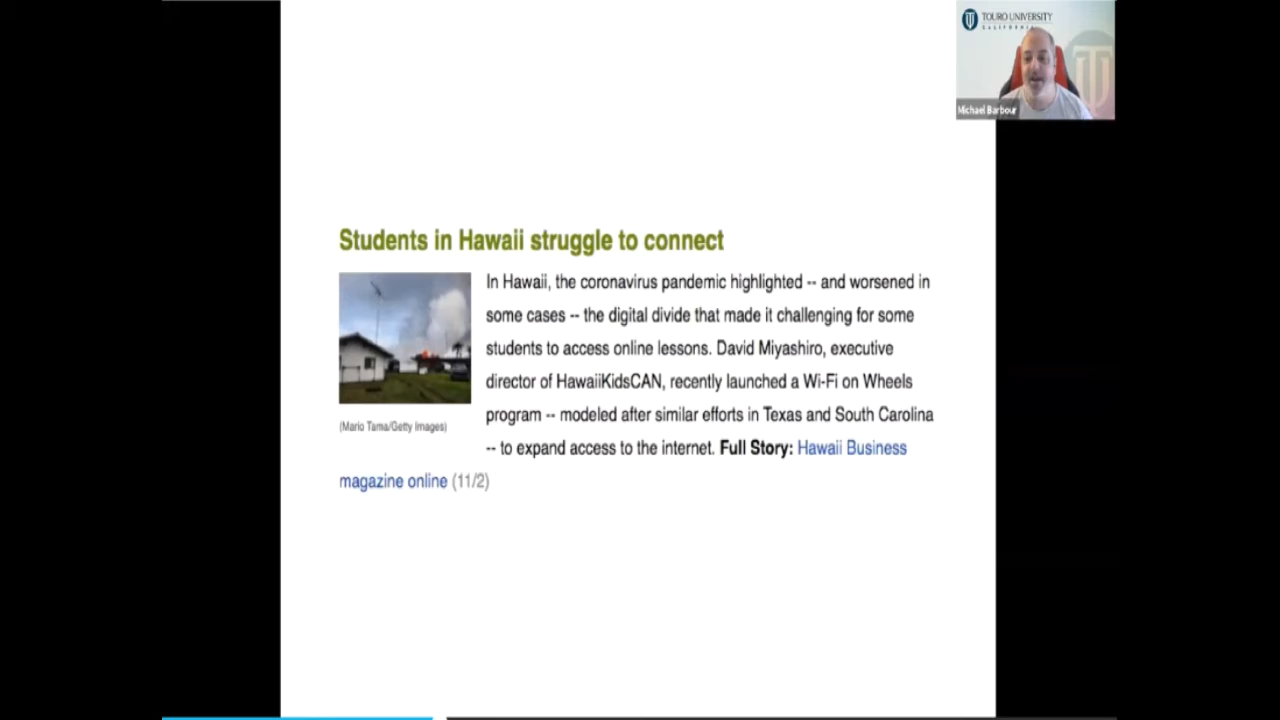 TOURO UNIVERSITY
CALIFORNIA
Michael Barbour
Students in Hawaii struggle to connect
In Hawaii, the coronavirus pandemic highlighted -- and worsened in
some cases -- the digital divide that made it challenging for some
students to access online lessons. David Miyashiro, executive
director of HawaiiKidsCAN, recently launched a Wi-Fi on Wheels
program -- modeled after similar efforts in Texas and South Carolina
(Mario Tama/Getty Images)
-- to expand access to the internet. Full Story: Hawaii Business
magazine online (11/2)